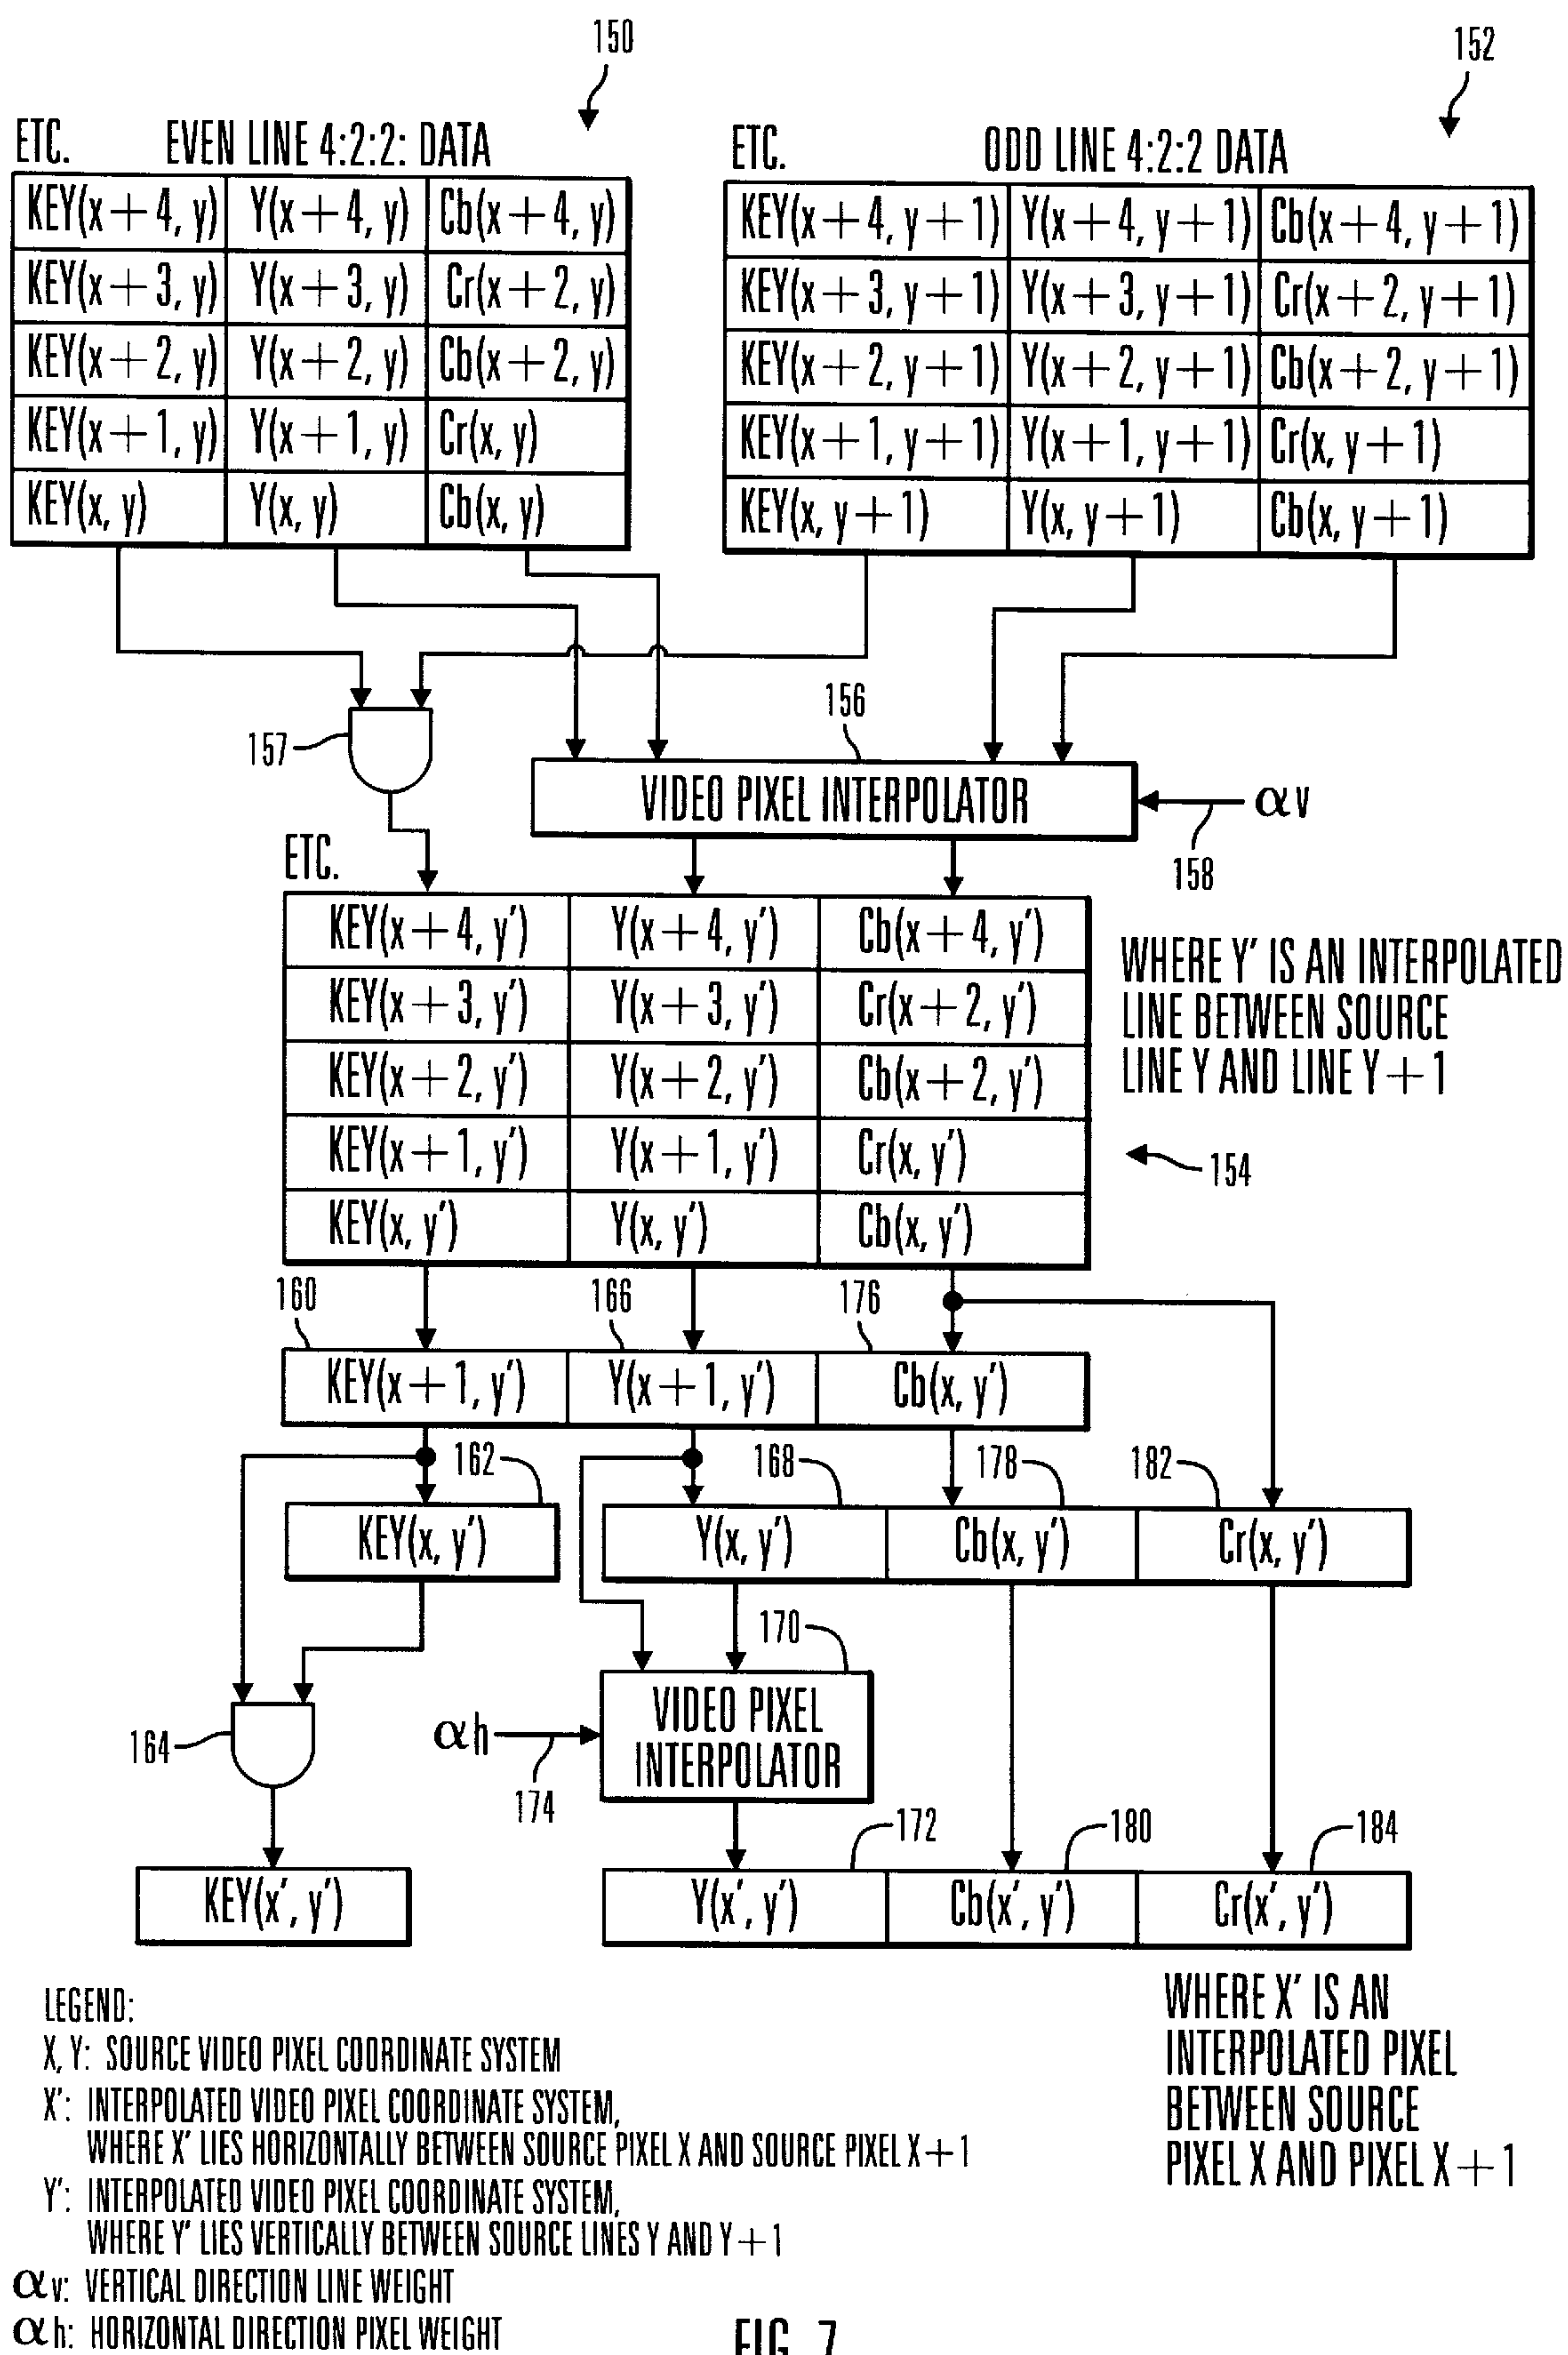 150
152
ETC. EVEN LINE 4:2:2: DATA
ETC. ODD LINE 4:2:2 DATA
KEY(x+4, y) Y(x+4, y) Cb(x+4, y)
KEY(x+3, y) Y(x+3, y) Cr(x+2, y)
KEY(x+2, y) Y(x+2, y) Cb(x+2, y)
KEY(x+1, y) Y(x+1, y) Cr(x, y)
KEY(x, y) Y(x, y) Cb(x, y)
KEY(x+4, y+1) Y(x+4, y+1) Cb(x+4, y+1)
KEY(x+3, y+1) Y(x+3, y+1) Cr(x+2, y+1)
KEY(x+2, y+1) Y(x+2, y+1) Cb(x+2, y+1)
KEY(x+1, y+1) Y(x+1, y+1) Cr(x, y+1)
KEY(x, y+1) Y(x, y+1) Cb(x, y+1)
157
156
VIDEO PIXEL INTERPOLATOR
αv
158
ETC.
KEY(x+4, y') Y(x+4, y') Cb(x+4, y')
KEY(x+3, y') Y(x+3, y') Cr(x+2, y')
KEY(x+2, y') Y(x+2, y') Cb(x+2, y')
KEY(x+1, y') Y(x+1, y') Cr(x, y')
KEY(x, y') Y(x, y') Cb(x, y')
WHERE Y' IS AN INTERPOLATED
LINE BETWEEN SOURCE
LINE Y AND LINE Y+1
154
160 166 176
KEY(x+1, y') Y(x+1, y') Cb(x, y')
162 168 178 182
KEY(x, y') Y(x, y') Cb(x, y') Cr(x, y')
170
164
αh
174
VIDEO PIXEL
INTERPOLATOR
172 180 184
KEY(x', y') Y(x', y') Cb(x', y') Cr(x', y')
WHERE X' IS AN
INTERPOLATED PIXEL
BETWEEN SOURCE
PIXEL X AND PIXEL X+1
LEGEND:
X, Y: SOURCE VIDEO PIXEL COORDINATE SYSTEM
X': INTERPOLATED VIDEO PIXEL COORDINATE SYSTEM,
WHERE X' LIES HORIZONTALLY BETWEEN SOURCE PIXEL X AND SOURCE PIXEL X+1
Y': INTERPOLATED VIDEO PIXEL COORDINATE SYSTEM,
WHERE Y' LIES VERTICALLY BETWEEN SOURCE LINES Y AND Y+1
αv: VERTICAL DIRECTION LINE WEIGHT
αh: HORIZONTAL DIRECTION PIXEL WEIGHT
FIG. 7